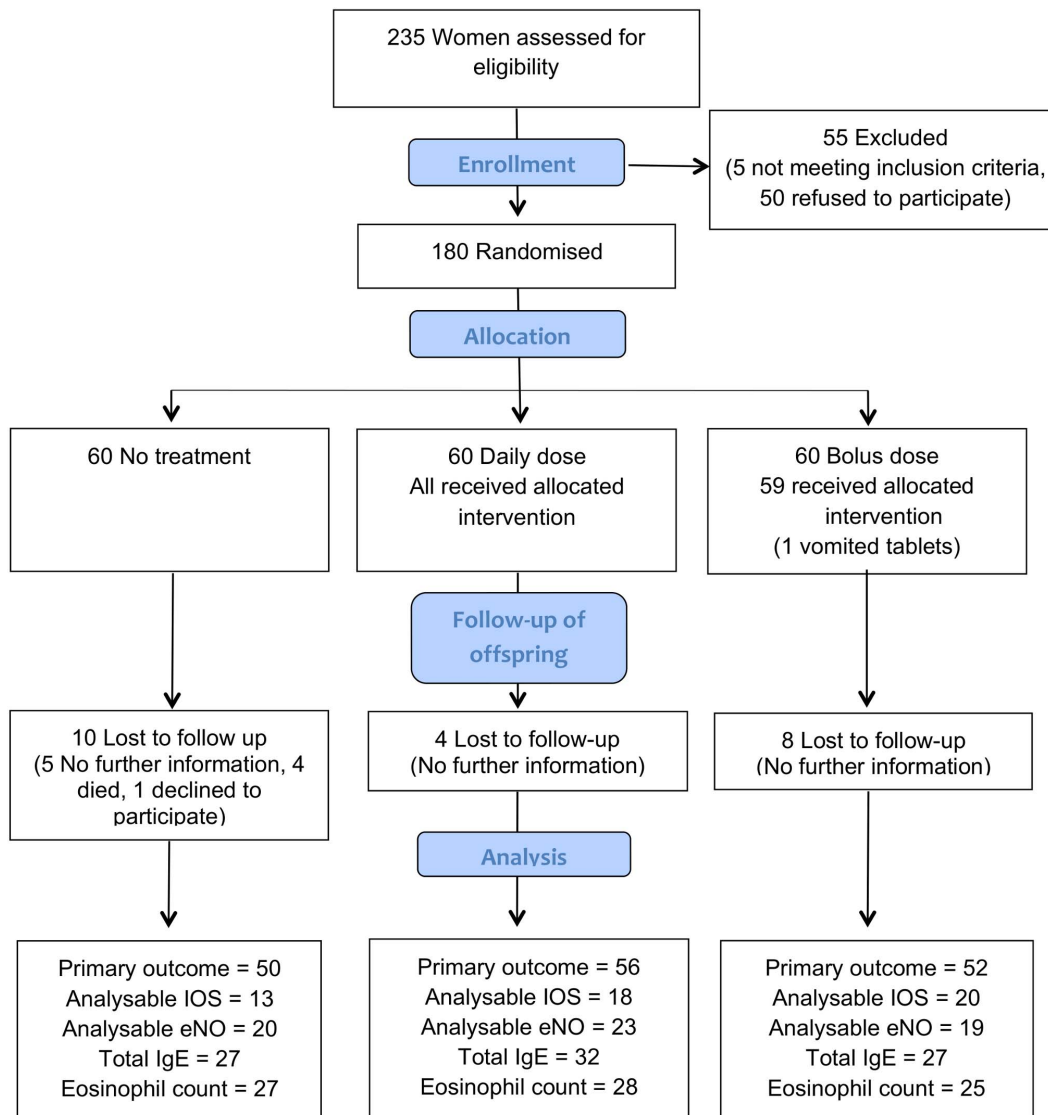 235 Women assessed for
eligibility
Enrollment
55 Excluded
(5 not meeting inclusion criteria,
50 refused to participate)
180 Randomised
Allocation
60 No treatment
60 Daily dose
All received allocated
intervention
60 Bolus dose
59 received allocated
intervention
(1 vomited tablets)
Follow-up of
offspring
10 Lost to follow up
(5 No further information, 4
died, 1 declined to
participate)
4 Lost to follow-up
(No further information)
8 Lost to follow-up
(No further information)
Analysis
Primary outcome = 50
Analysable IOS = 13
Analysable eNO = 20
Total IgE = 27
Eosinophil count = 27
Primary outcome = 56
Analysable IOS = 18
Analysable eNO = 23
Total IgE = 32
Eosinophil count = 28
Primary outcome = 52
Analysable IOS = 20
Analysable eNO = 19
Total IgE = 27
Eosinophil count = 25